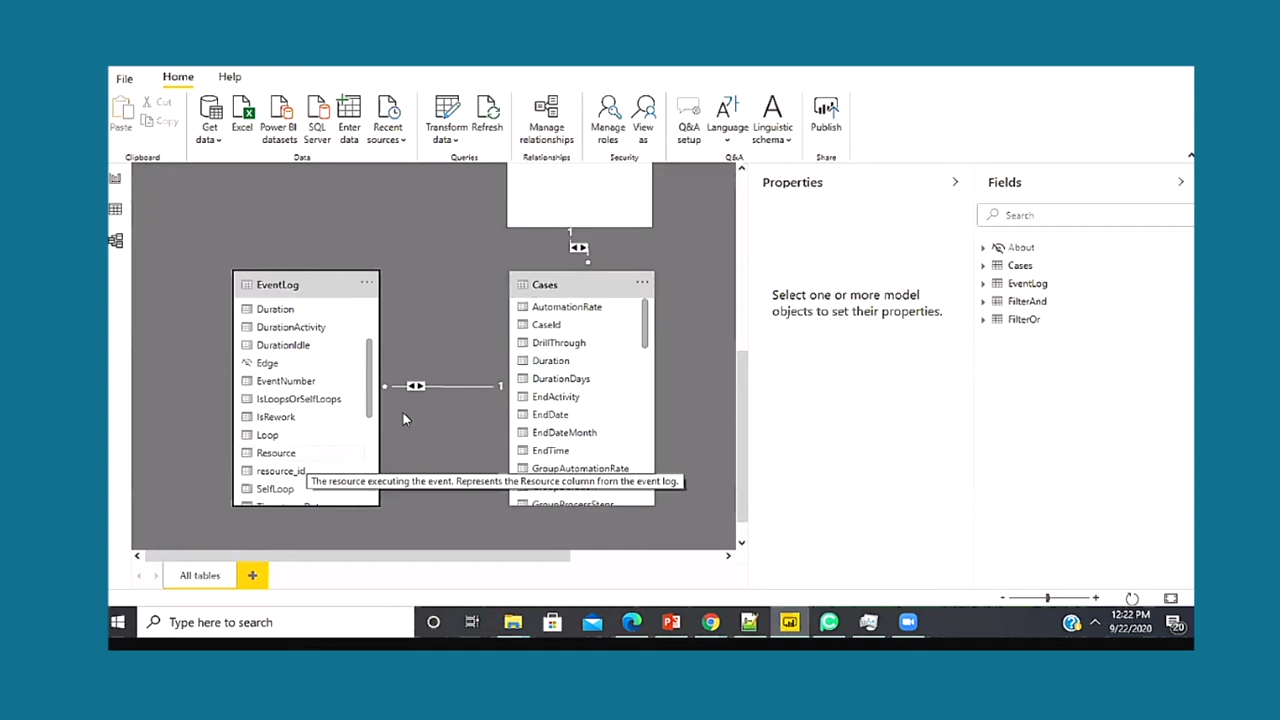 File Home Help
Paste
Cut
Copy
Get data
Excel
Power BI datasets
SQL Server
Enter data
Recent sources
Transform data
Refresh
Manage relationships
Manage roles
View as
Q&A setup
Language
Linguistic schema
Publish
Clipboard
Data
Queries
Relationships
Security
Q&A
Share
1
EventLog
Duration
DurationActivity
DurationIdle
Edge
EventNumber
IsLoopsOrSelfLoops
IsRework
Loop
Resource
resource_id
SelfLoop
1
Cases
AutomationRate
CaseId
DrillThrough
Duration
DurationDays
EndActivity
EndDate
EndDateMonth
EndTime
GroupAutomationRate
GroupProcessSteps
The resource executing the event. Represents the Resource column from the event log.
Properties
Select one or more model
objects to set their properties.
Fields
Search
About
Cases
EventLog
FilterAnd
FilterOr
All tables
Type here to search
12:22 PM
9/22/2020
20